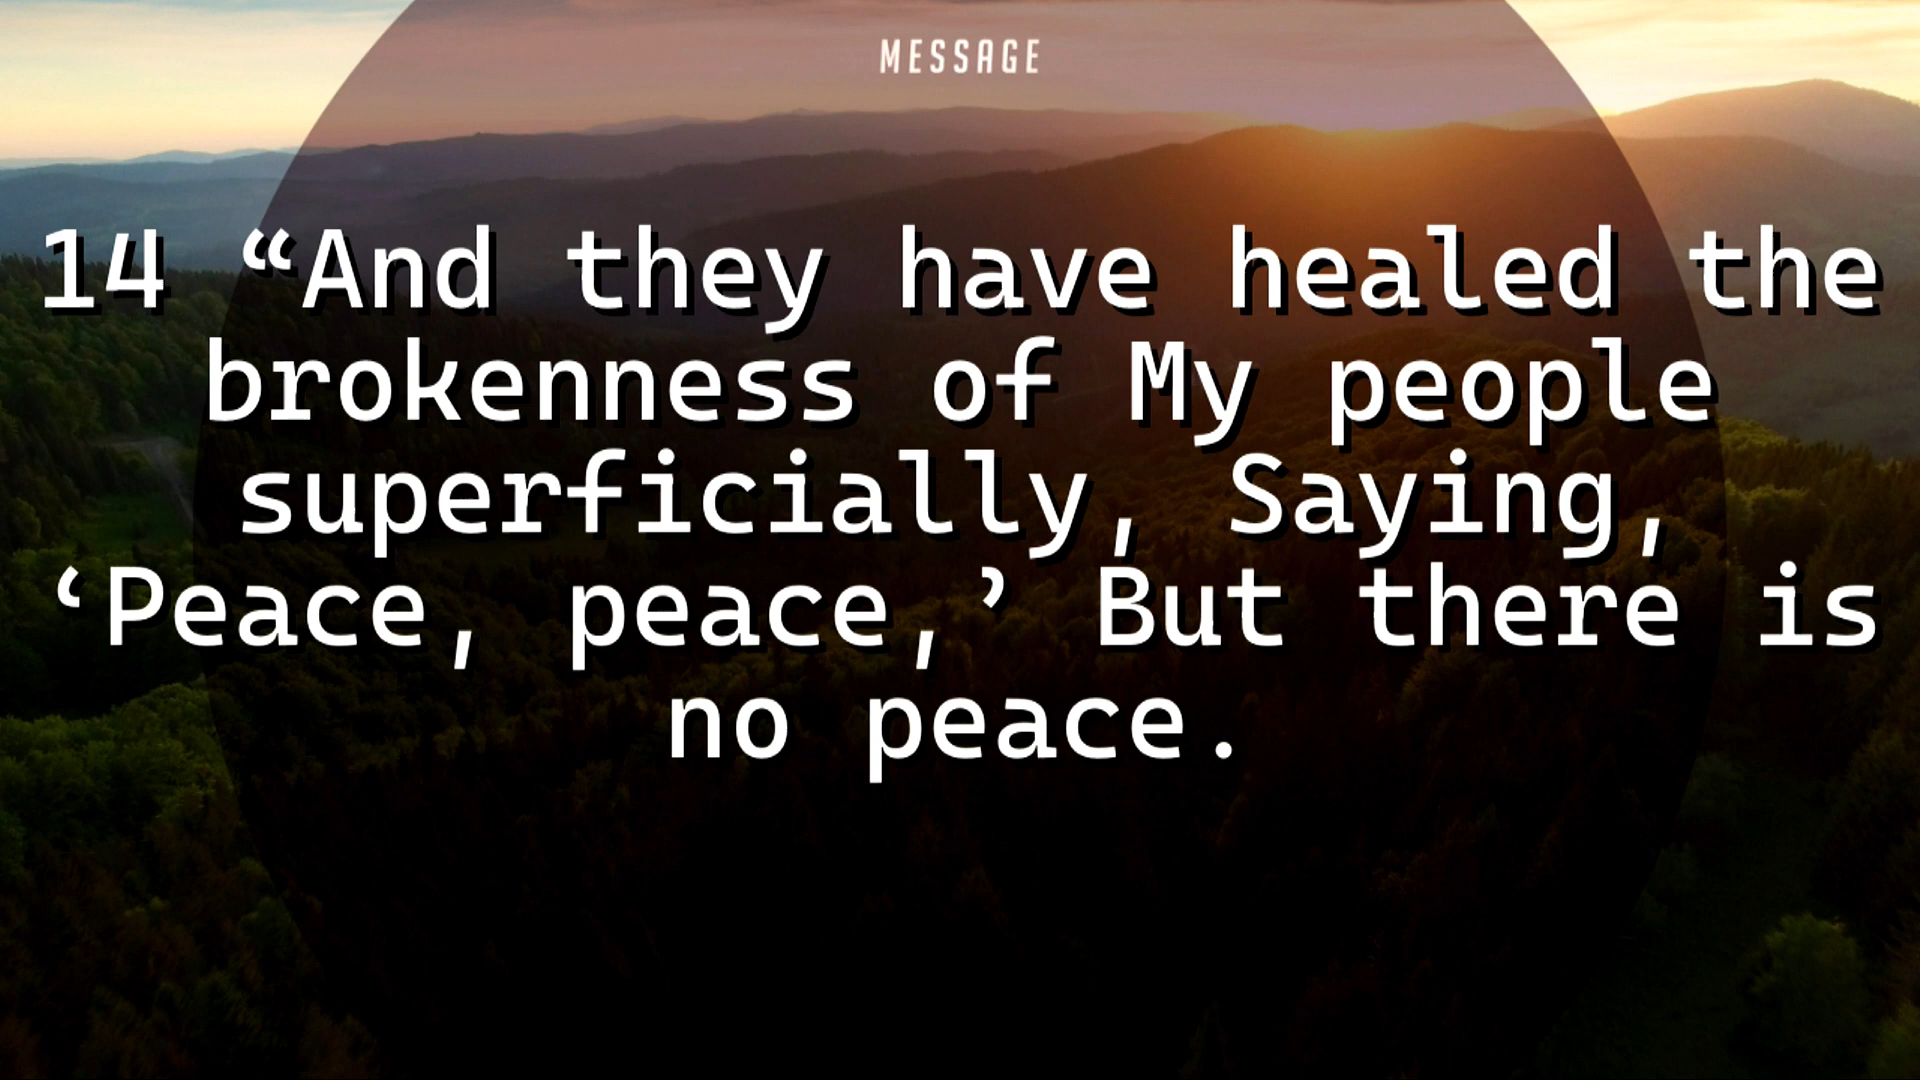 MESSAGE
14 “And they have healed the
brokenness of My people
superficially, Saying,
‘Peace, peace,’ But there is
no peace.